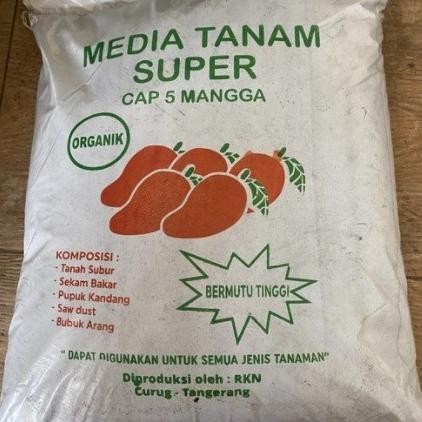 MEDIA TANAM
SUPER
CAP 5 MANGGA
ORGANIK
KOMPOSISI :
- Tanah Subur
- Sekam Bakar
- Pupuk Kandang
- Saw dust
- Bubuk Arang
BERMUTU TINGGI
" DAPAT DIGUNAKAN UNTUK SEMUA JENIS TANAMAN"
Diproduksi oleh : RKN
Curug - Tangerang